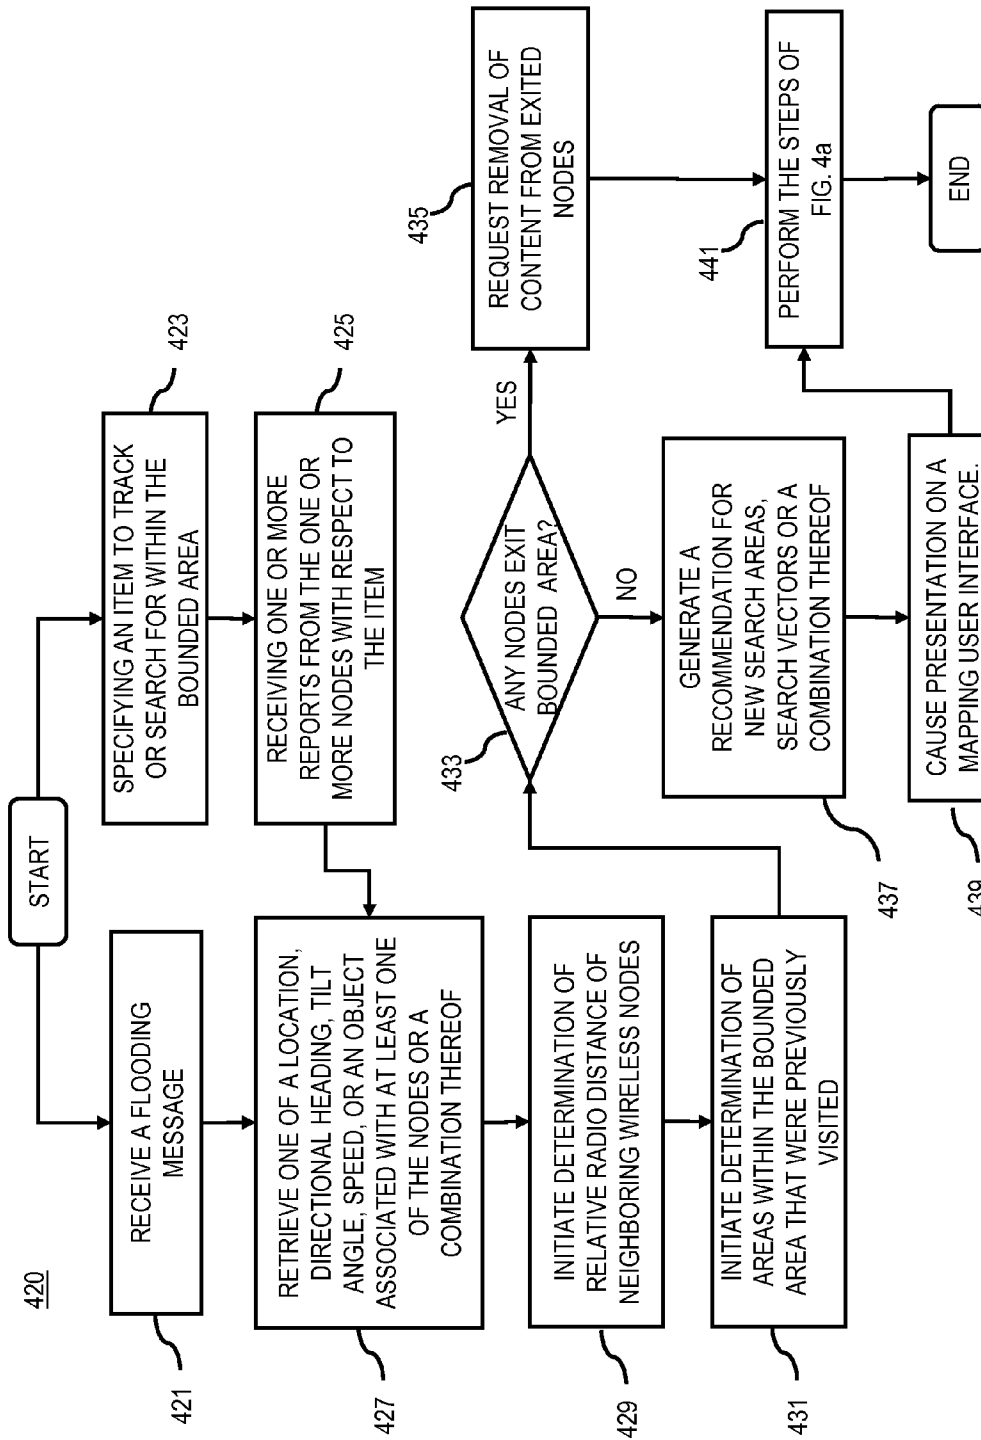 420
START
421
RECEIVE A FLOODING
MESSAGE
423
SPECIFYING AN ITEM TO TRACK
OR SEARCH FOR WITHIN THE
BOUNDED AREA
425
RECEIVING ONE OR MORE
REPORTS FROM THE ONE OR
MORE NODES WITH RESPECT TO
THE ITEM
427
RETRIEVE ONE OF A LOCATION,
DIRECTIONAL HEADING, TILT
ANGLE, SPEED, OR AN OBJECT
ASSOCIATED WITH AT LEAST ONE
OF THE NODES OR A
COMBINATION THEREOF
429
INITIATE DETERMINATION OF
RELATIVE RADIO DISTANCE OF
NEIGHBORING WIRELESS NODES
431
INITIATE DETERMINATION OF
AREAS WITHIN THE BOUNDED
AREA THAT WERE PREVIOUSLY
VISITED
433
ANY NODES EXIT
BOUNDED AREA?
YES
NO
435
REQUEST REMOVAL OF
CONTENT FROM EXITED
NODES
437
GENERATE A
RECOMMENDATION FOR
NEW SEARCH AREAS,
SEARCH VECTORS OR A
COMBINATION THEREOF
439
CAUSE PRESENTATION ON A
MAPPING USER INTERFACE.
441
PERFORM THE STEPS OF
FIG. 4a
END